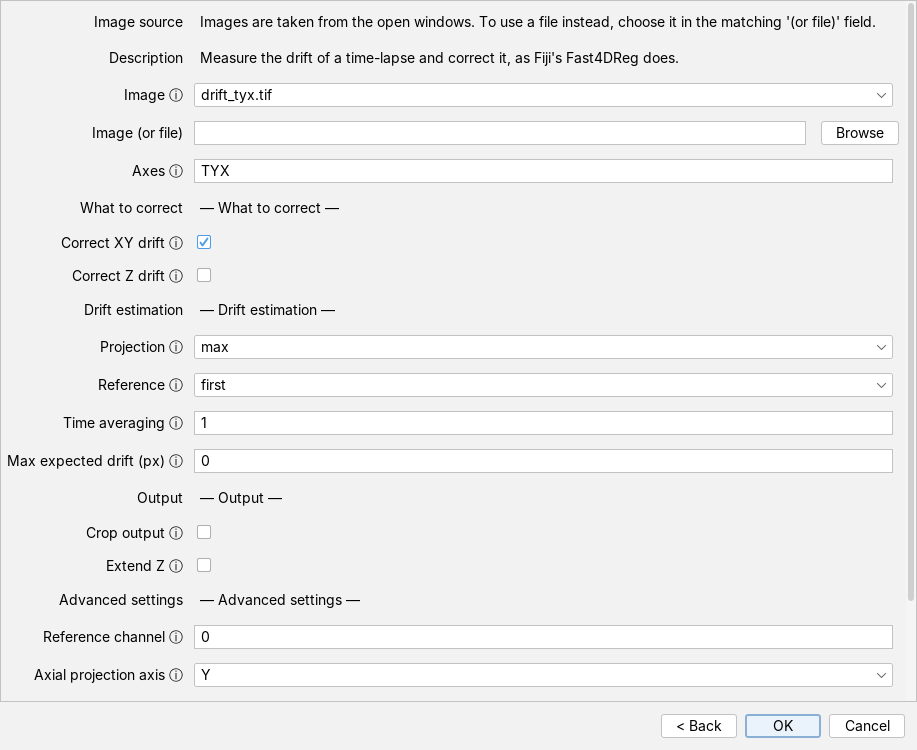 Image source Images are taken from the open windows. To use a file instead, choose it in the matching '(or file)' field.
Description Measure the drift of a time-lapse and correct it, as Fiji's Fast4DReg does.
Image ⓘ drift_tyx.tif
Image (or file) Browse
Axes ⓘ TYX
What to correct — What to correct —
Correct XY drift ⓘ
Correct Z drift ⓘ
Drift estimation — Drift estimation —
Projection ⓘ max
Reference ⓘ first
Time averaging ⓘ 1
Max expected drift (px) ⓘ 0
Output — Output —
Crop output ⓘ
Extend Z ⓘ
Advanced settings — Advanced settings —
Reference channel ⓘ 0
Axial projection axis ⓘ Y
< Back OK Cancel